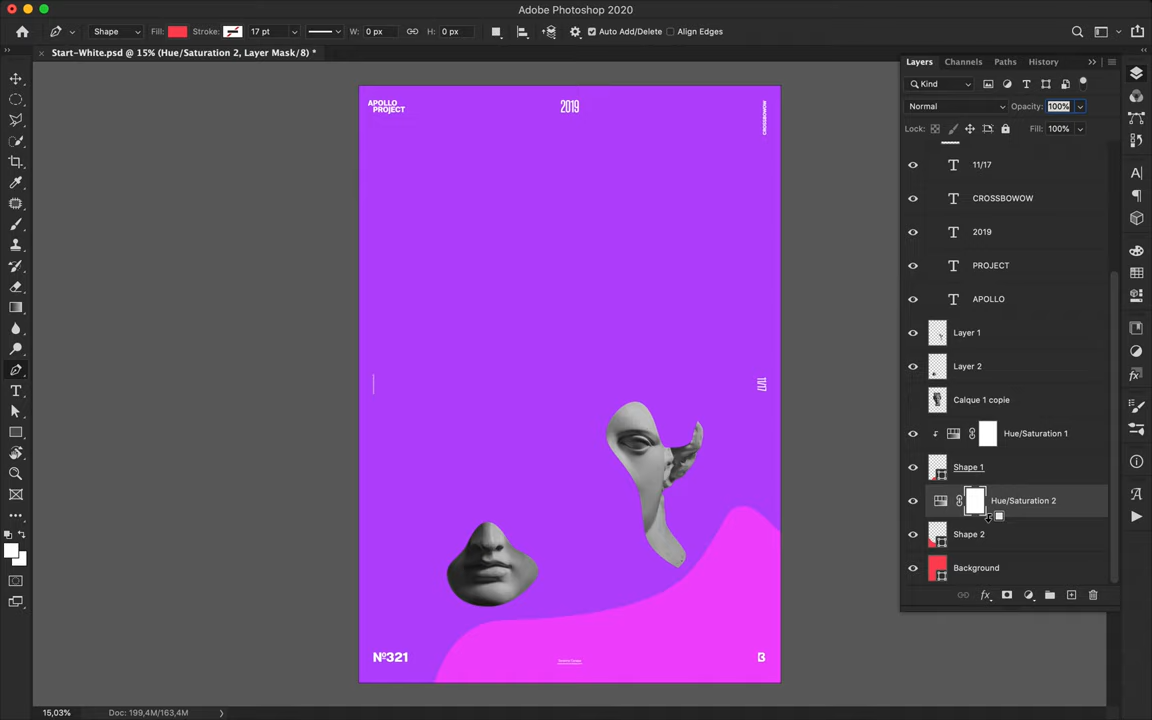 Adobe Photoshop 2020
Shape
Fill:
Stroke:
17 pt
W: 0 px
H: 0 px
Auto Add/Delete
Align Edges
Start-White.psd @ 15% (Hue/Saturation 2, Layer Mask/8) *
Layers
Channels
Paths
History
Kind
Normal
Opacity: 100%
Lock:
Fill: 100%
11/17
CROSSBOWOW
2019
PROJECT
APOLLO
Layer 1
Layer 2
Calque 1 copie
Hue/Saturation 1
Shape 1
Hue/Saturation 2
Shape 2
Background
APOLLO
PROJECT
2019
11/17
Nº321
B
15,03%
Doc: 199,4M/163,4M